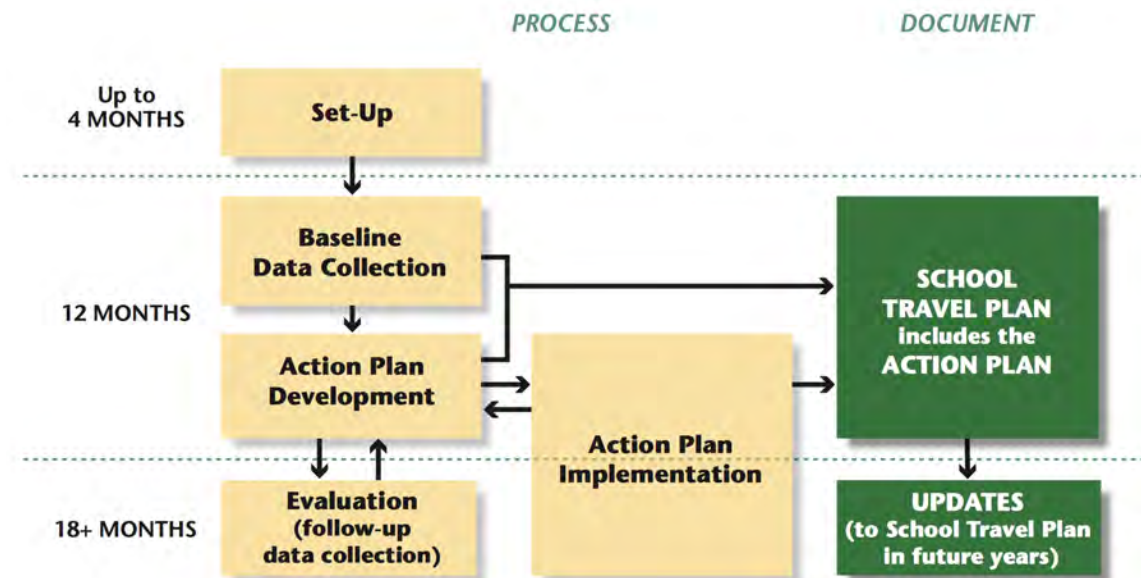 PROCESS
DOCUMENT
Up to
4 MONTHS
Set-Up
12 MONTHS
Baseline
Data Collection
Action Plan
Development
SCHOOL
TRAVEL PLAN
includes the
ACTION PLAN
Action Plan
Implementation
18+ MONTHS
Evaluation
(follow-up
data collection)
UPDATES
(to School Travel Plan
in future years)